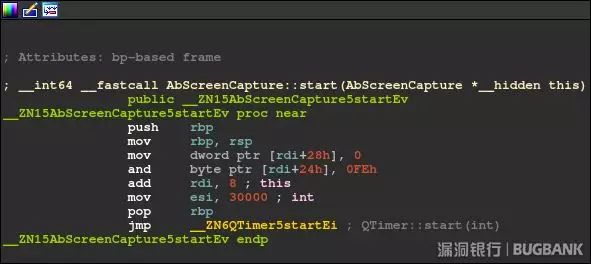 ; Attributes: bp-based frame
; __int64 __fastcall AbScreenCapture::start(AbScreenCapture *__hidden this)
public __ZN15AbScreenCapture5startEv
__ZN15AbScreenCapture5startEv proc near
push rbp
mov rbp, rsp
mov dword ptr [rdi+28h], 0
and byte ptr [rdi+24h], 0FEh
add rdi, 8 ; this
mov esi, 30000 ; int
pop rbp
jmp __ZN6QTimer5startEi ; QTimer::start(int)
__ZN15AbScreenCapture5startEv endp
漏洞银行 | BUGBANK